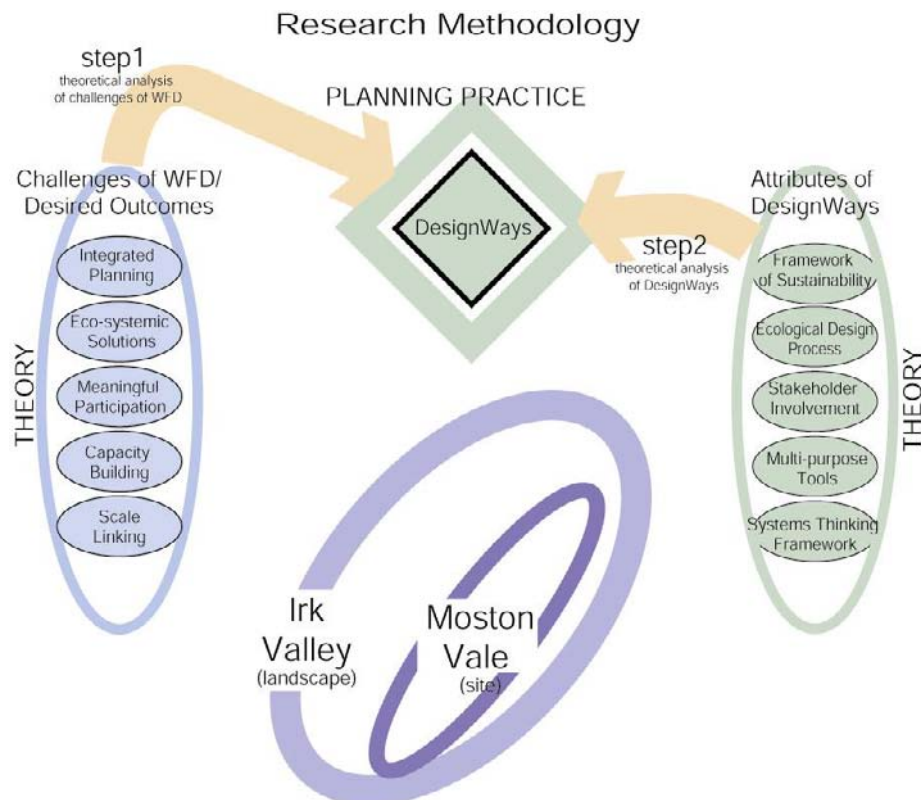 Research Methodology
step1
theoretical analysis
of challenges of WFD
PLANNING PRACTICE
DesignWays
step2
theoretical analysis
of DesignWays
Challenges of WFD/
Desired Outcomes
THEORY
Integrated
Planning
Eco-systemic
Solutions
Meaningful
Participation
Capacity
Building
Scale
Linking
Attributes of
DesignWays
THEORY
Framework
of Sustainability
Ecological Design
Process
Stakeholder
Involvement
Multi-purpose
Tools
Systems Thinking
Framework
Irk
Valley
(landscape)
Moston
Vale
(site)